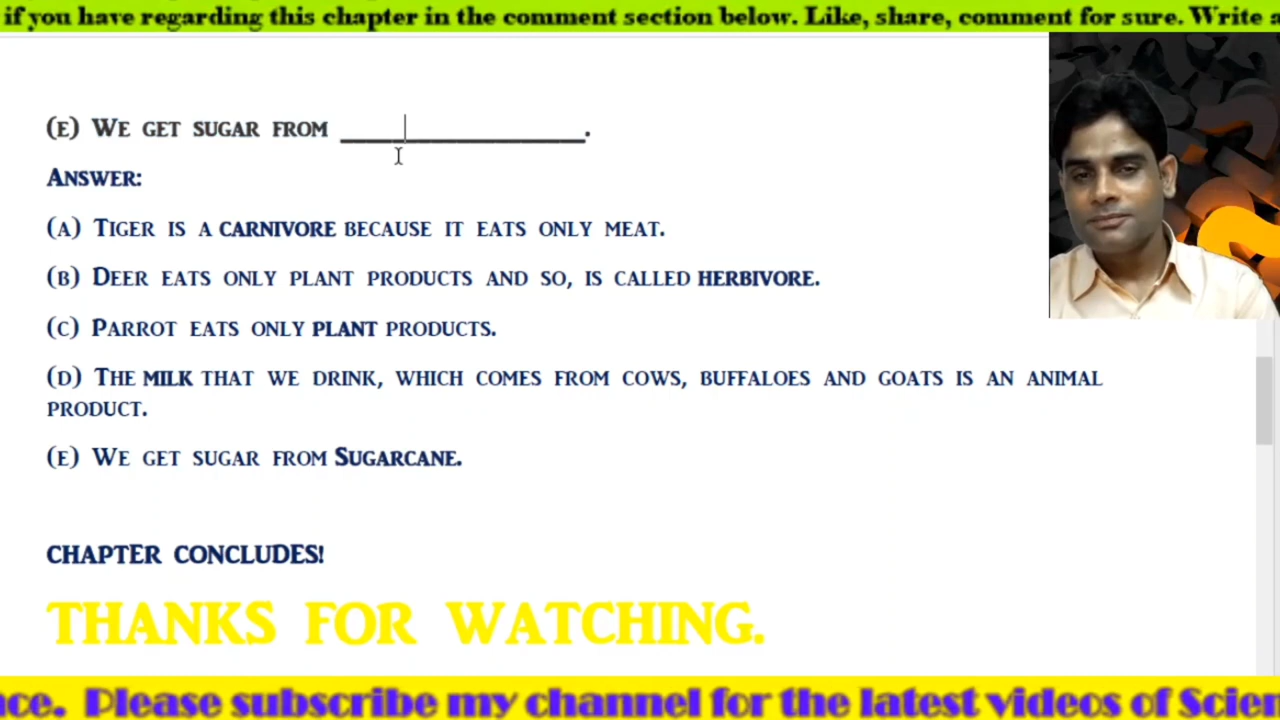 if you have regarding this chapter in the comment section below. Like, share, comment for sure. Write
(E) WE GET SUGAR FROM ____________________.
ANSWER:
(A) TIGER IS A CARNIVORE BECAUSE IT EATS ONLY MEAT.
(B) DEER EATS ONLY PLANT PRODUCTS AND SO, IS CALLED HERBIVORE.
(C) PARROT EATS ONLY PLANT PRODUCTS.
(D) THE MILK THAT WE DRINK, WHICH COMES FROM COWS, BUFFALOES AND GOATS IS AN ANIMAL
PRODUCT.
(E) WE GET SUGAR FROM SUGARCANE.
CHAPTER CONCLUDES!
THANKS FOR WATCHING.
Please subscribe my channel for the latest videos of